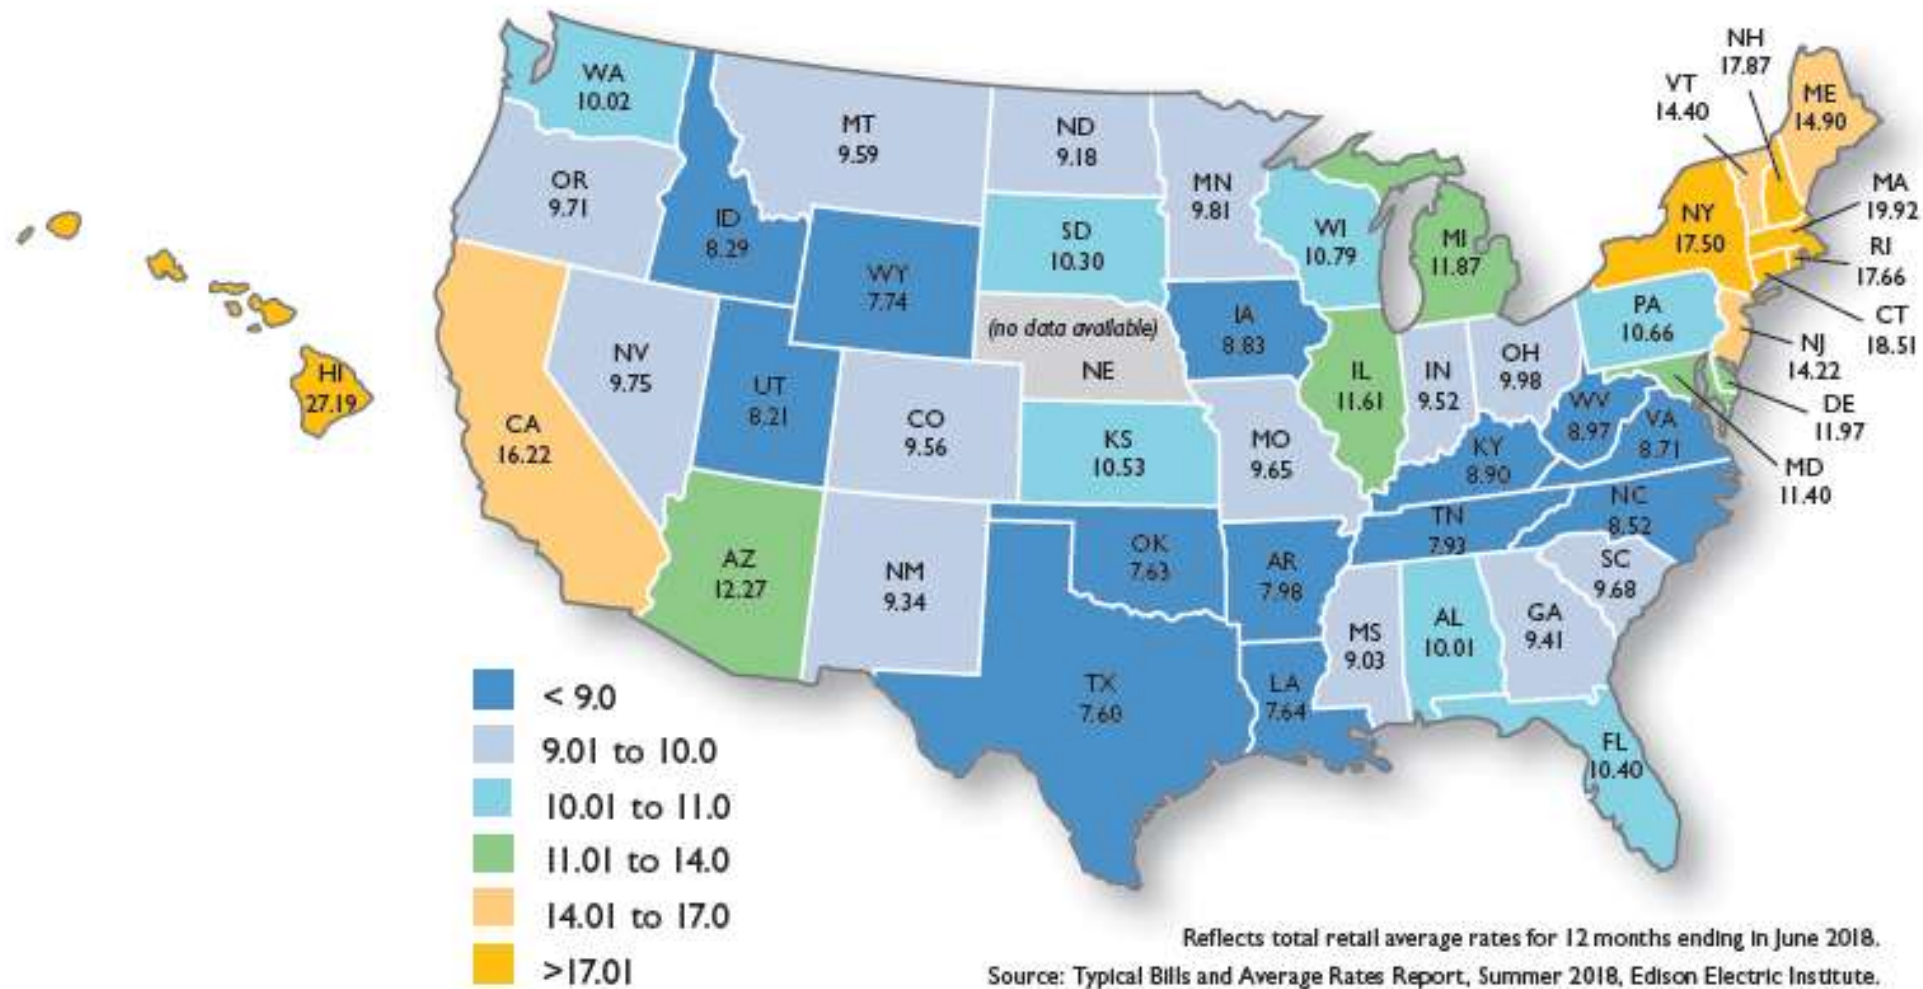 WA
10.02
MT
9.59
ND
9.18
MN
9.81
OR
9.71
ID
8.29
WY
7.74
SD
10.30
WI
10.79
MI
11.87
NH
17.87
VT
14.40
ME
14.90
NY
17.50
MA
19.92
RI
17.66
CT
18.51
NJ
14.22
DE
11.97
MD
11.40
PA
10.66
HI
27.19
CA
16.22
NV
9.75
UT
8.21
CO
9.56
(no data available)
NE
IA
8.83
IL
11.61
IN
9.52
OH
9.98
WV
8.97
VA
8.71
KY
8.90
KS
10.53
MO
9.65
AZ
12.27
NM
9.34
OK
7.63
AR
7.98
TN
7.93
NC
8.52
SC
9.68
MS
9.03
AL
10.01
GA
9.41
TX
7.60
LA
7.64
FL
10.40
< 9.0
9.01 to 10.0
10.01 to 11.0
11.01 to 14.0
14.01 to 17.0
>17.01
Reflects total retail average rates for 12 months ending in June 2018.
Source: Typical Bills and Average Rates Report, Summer 2018, Edison Electric Institute.